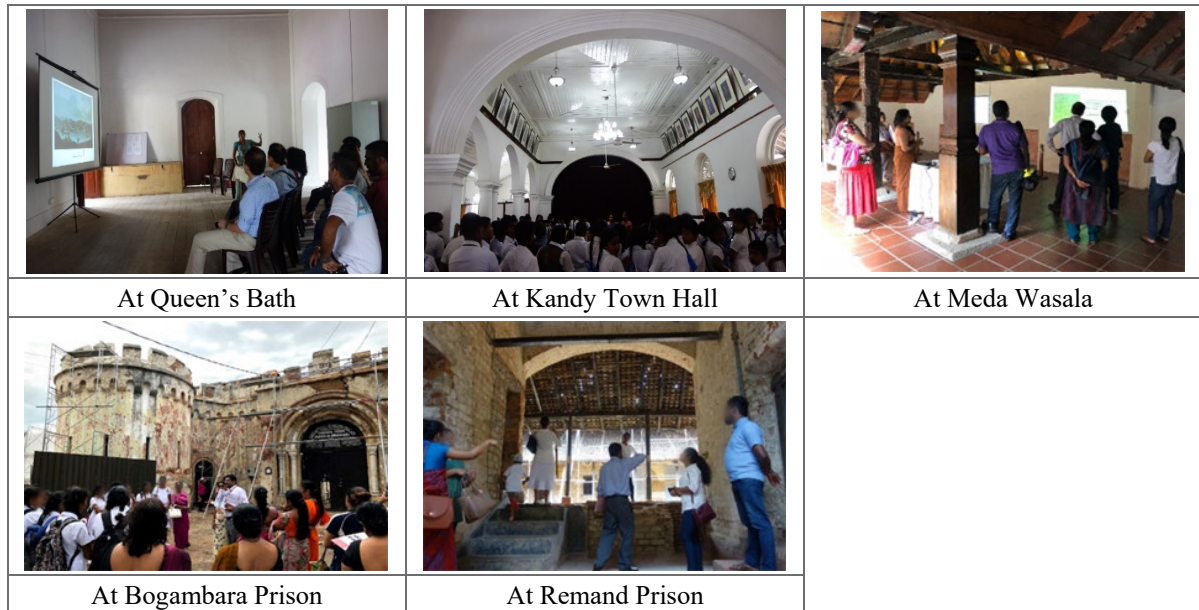 At Queen’s Bath
At Kandy Town Hall
At Meda Wasala
At Bogambara Prison
At Remand Prison